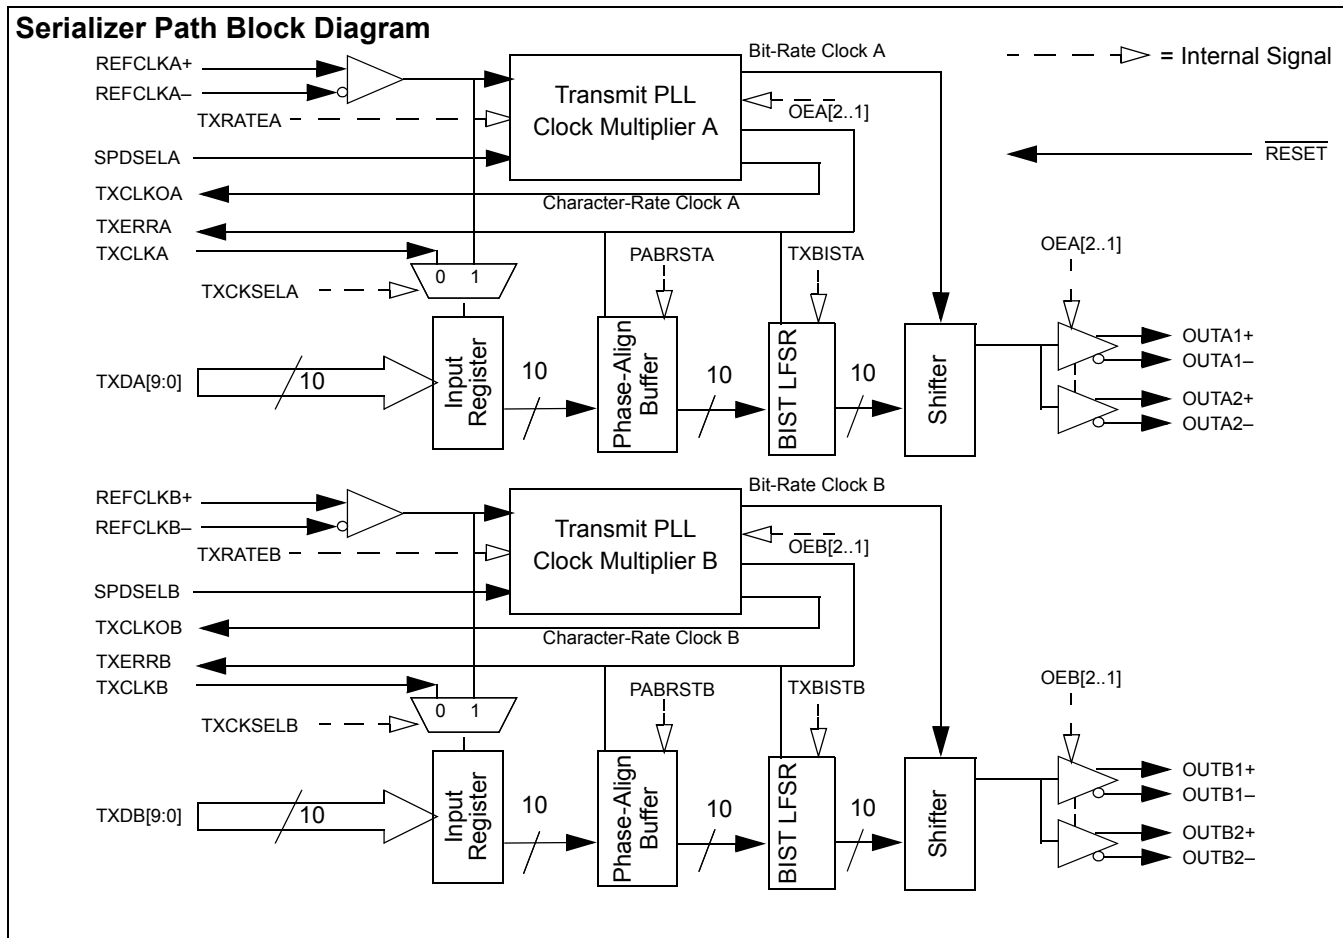 Serializer Path Block Diagram
Bit-Rate Clock A
= Internal Signal
REFCLKA+
REFCLKA–
TXRATEA
Transmit PLL
Clock Multiplier A
OEA[2..1]
SPDSELA
RESET
TXCLKOA
Character-Rate Clock A
TXERRA
TXCLKA
PABRSTA
TXBISTA
OEA[2..1]
0 1
TXCKSELA
TXDA[9:0]
10
Input
Register
10
Phase-Align
Buffer
10
BIST LFSR
10
Shifter
OUTA1+
OUTA1–
OUTA2+
OUTA2–
Bit-Rate Clock B
REFCLKB+
REFCLKB–
TXRATEB
Transmit PLL
Clock Multiplier B
OEB[2..1]
SPDSELB
TXCLKOB
Character-Rate Clock B
TXERRB
TXCLKB
PABRSTB
TXBISTB
OEB[2..1]
0 1
TXCKSELB
TXDB[9:0]
10
Input
Register
10
Phase-Align
Buffer
10
BIST LFSR
10
Shifter
OUTB1+
OUTB1–
OUTB2+
OUTB2–